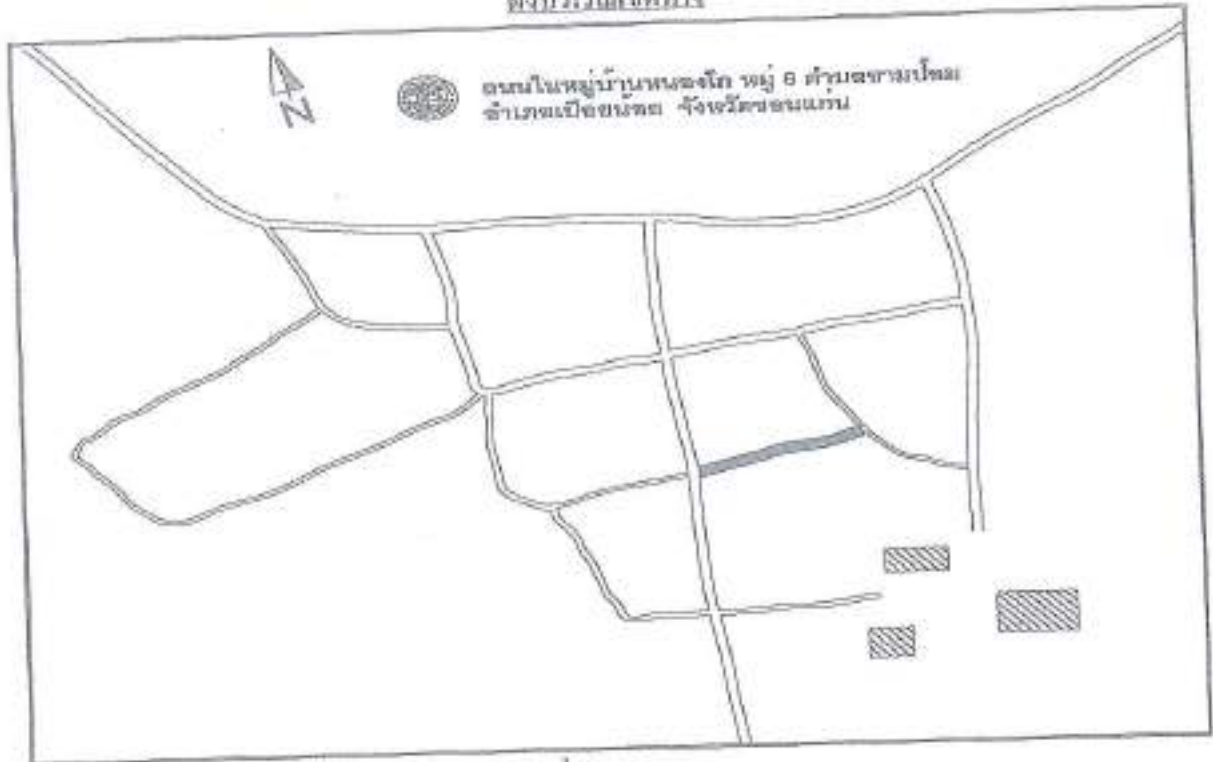 N
ถนนในหมู่บ้านหนองโก หมู่ 6 ตำบลขามป้อม
อำเภอเปือยน้อย จังหวัดขอนแก่น